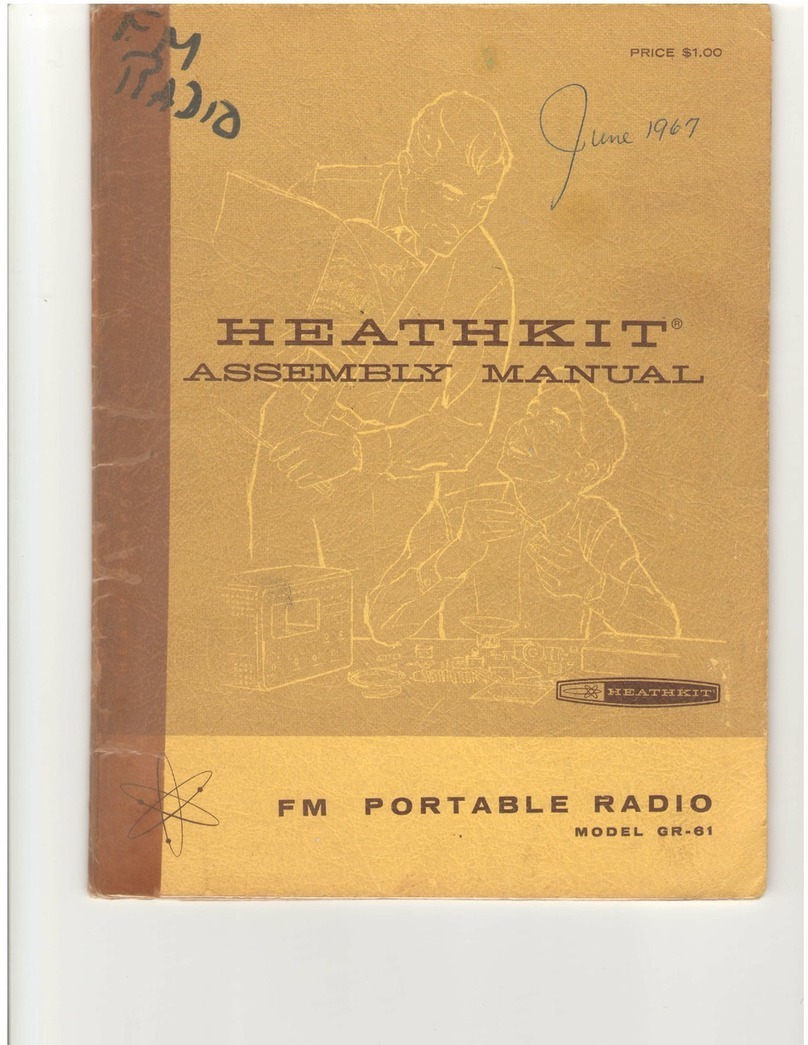 FM
RADIO
PRICE $1.00
June 1967
HEATHKIT®
ASSEMBLY MANUAL
HEATHKIT®
FM PORTABLE RADIO
MODEL GR-61